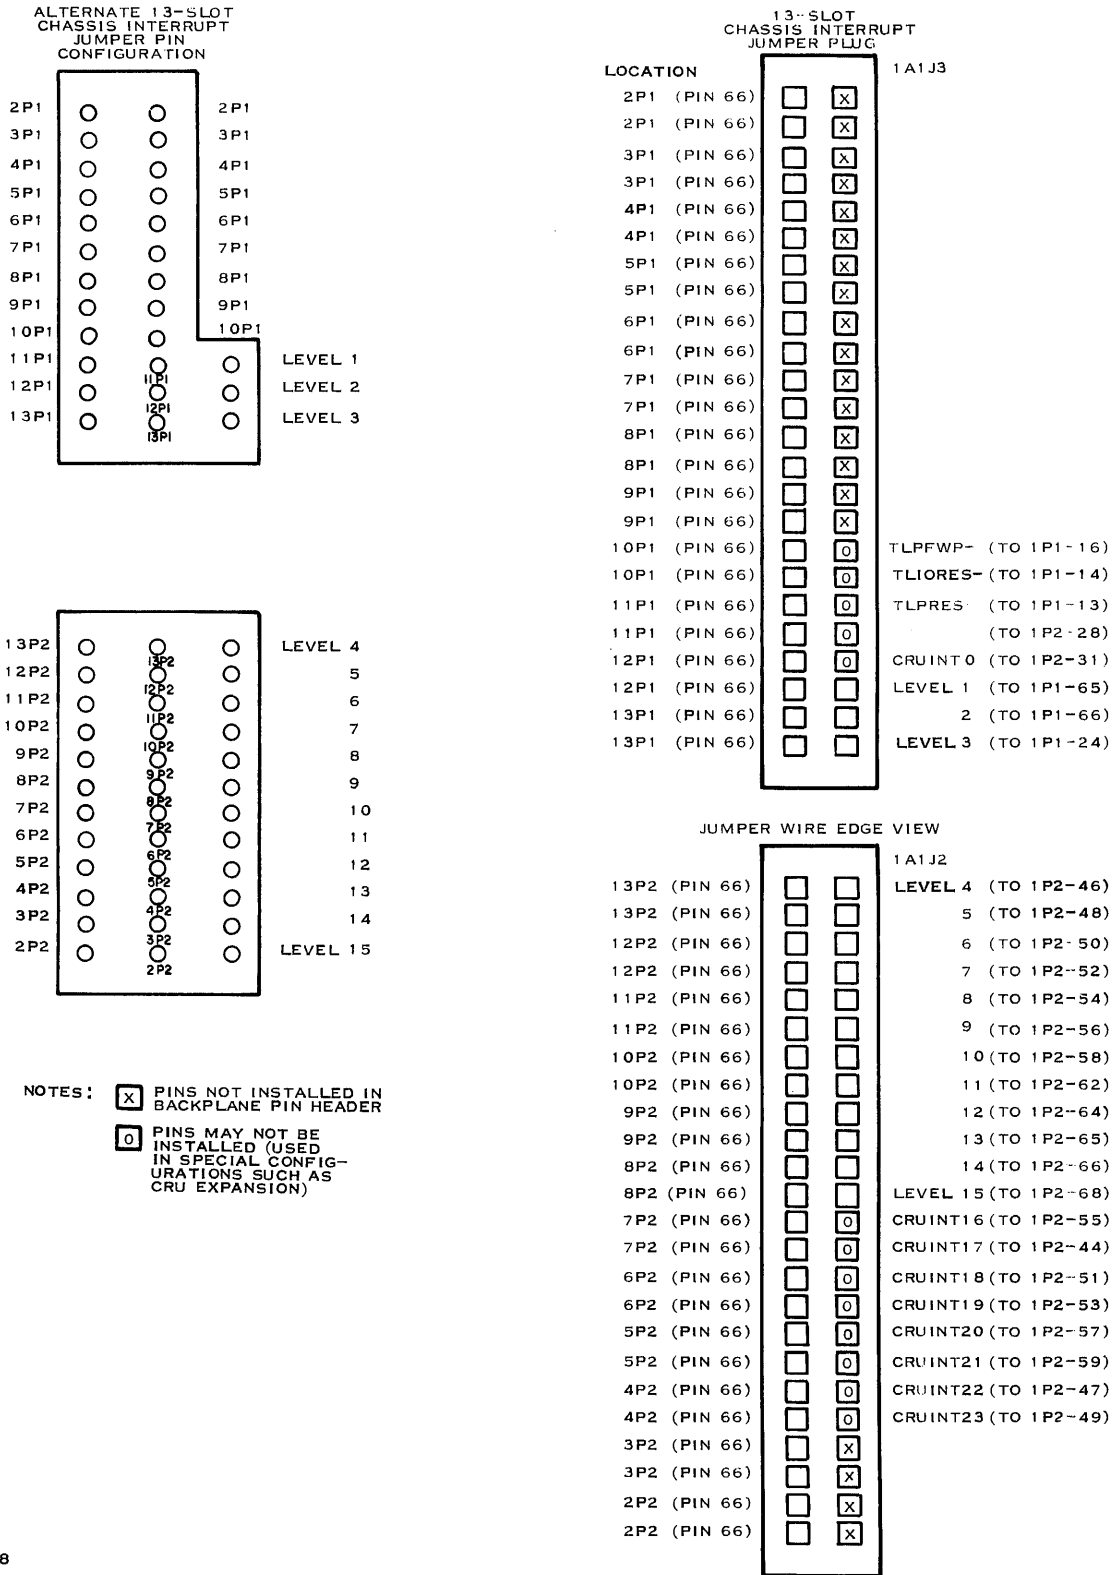 ALTERNATE 13-SLOT
CHASSIS INTERRUPT
JUMPER PIN
CONFIGURATION
2P1 2P1
3P1 3P1
4P1 4P1
5P1 5P1
6P1 6P1
7P1 7P1
8P1 8P1
9P1 9P1
10P1 10P1
11P1 11P1 LEVEL 1
12P1 12P1 LEVEL 2
13P1 13P1 LEVEL 3
13P2 13P2 LEVEL 4
12P2 12P2 5
11P2 11P2 6
10P2 10P2 7
9P2 9P2 8
8P2 8P2 9
7P2 7P2 10
6P2 6P2 11
5P2 5P2 12
4P2 4P2 13
3P2 3P2 14
2P2 2P2 LEVEL 15
NOTES:
X PINS NOT INSTALLED IN
BACKPLANE PIN HEADER
O PINS MAY NOT BE
INSTALLED (USED
IN SPECIAL CONFIG-
URATIONS SUCH AS
CRU EXPANSION)
13-SLOT
CHASSIS INTERRUPT
JUMPER PLUG
LOCATION 1A1J3
2P1 (PIN 66) X
2P1 (PIN 66) X
3P1 (PIN 66) X
3P1 (PIN 66) X
4P1 (PIN 66) X
4P1 (PIN 66) X
5P1 (PIN 66) X
5P1 (PIN 66) X
6P1 (PIN 66) X
6P1 (PIN 66) X
7P1 (PIN 66) X
7P1 (PIN 66) X
8P1 (PIN 66) X
8P1 (PIN 66) X
9P1 (PIN 66) X
9P1 (PIN 66) X
10P1 (PIN 66) O TLPFWP- (TO 1P1-16)
10P1 (PIN 66) O TLIORES- (TO 1P1-14)
11P1 (PIN 66) O TLPRES- (TO 1P1-13)
11P1 (PIN 66) O (TO 1P2-28)
12P1 (PIN 66) O CRUINT0 (TO 1P2-31)
12P1 (PIN 66) LEVEL 1 (TO 1P1-65)
13P1 (PIN 66) 2 (TO 1P1-66)
13P1 (PIN 66) LEVEL 3 (TO 1P1-24)
JUMPER WIRE EDGE VIEW
1A1J2
13P2 (PIN 66) LEVEL 4 (TO 1P2-46)
13P2 (PIN 66) 5 (TO 1P2-48)
12P2 (PIN 66) 6 (TO 1P2-50)
12P2 (PIN 66) 7 (TO 1P2-52)
11P2 (PIN 66) 8 (TO 1P2-54)
11P2 (PIN 66) 9 (TO 1P2-56)
10P2 (PIN 66) 10 (TO 1P2-58)
10P2 (PIN 66) 11 (TO 1P2-62)
9P2 (PIN 66) 12 (TO 1P2-64)
9P2 (PIN 66) 13 (TO 1P2-65)
8P2 (PIN 66) 14 (TO 1P2-66)
8P2 (PIN 66) LEVEL 15 (TO 1P2-68)
7P2 (PIN 66) O CRUINT16 (TO 1P2-55)
7P2 (PIN 66) O CRUINT17 (TO 1P2-44)
6P2 (PIN 66) O CRUINT18 (TO 1P2-51)
6P2 (PIN 66) O CRUINT19 (TO 1P2-53)
5P2 (PIN 66) O CRUINT20 (TO 1P2-57)
5P2 (PIN 66) O CRUINT21 (TO 1P2-59)
4P2 (PIN 66) O CRUINT22 (TO 1P2-47)
4P2 (PIN 66) O CRUINT23 (TO 1P2-49)
3P2 (PIN 66) X
3P2 (PIN 66) X
2P2 (PIN 66) X
2P2 (PIN 66) X
8